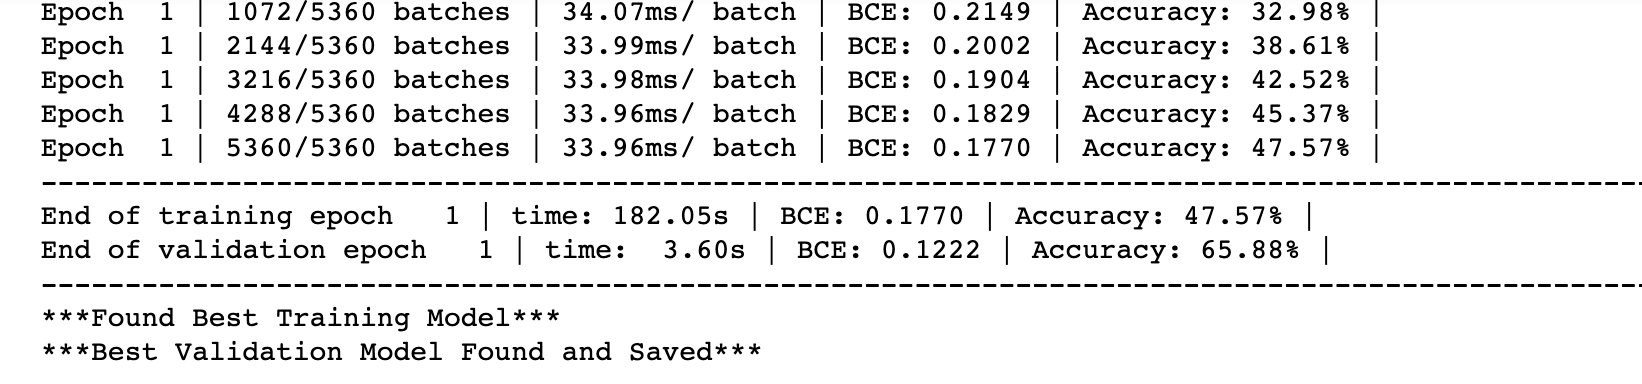 Epoch  1 | 1072/5360 batches | 34.07ms/ batch | BCE: 0.2149 | Accuracy: 32.98% |
Epoch  1 | 2144/5360 batches | 33.99ms/ batch | BCE: 0.2002 | Accuracy: 38.61% |
Epoch  1 | 3216/5360 batches | 33.98ms/ batch | BCE: 0.1904 | Accuracy: 42.52% |
Epoch  1 | 4288/5360 batches | 33.96ms/ batch | BCE: 0.1829 | Accuracy: 45.37% |
Epoch  1 | 5360/5360 batches | 33.96ms/ batch | BCE: 0.1770 | Accuracy: 47.57% |
-----------------------------------------------------------------------------------------------
End of training epoch   1 | time: 182.05s | BCE: 0.1770 | Accuracy: 47.57% |
End of validation epoch   1 | time:  3.60s | BCE: 0.1222 | Accuracy: 65.88% |
-----------------------------------------------------------------------------------------------
***Found Best Training Model***
***Best Validation Model Found and Saved***